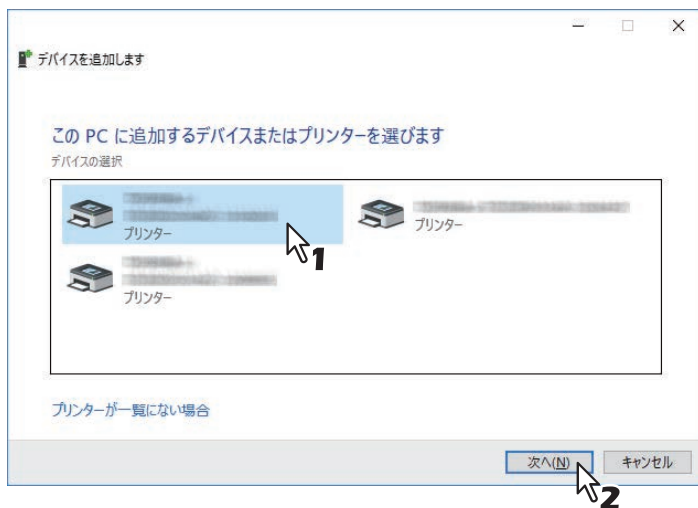 デバイスを追加します
この PC に追加するデバイスまたはプリンターを選びます
デバイスの選択
プリンター
プリンター
プリンター
1
プリンターが一覧にない場合
次へ(N)
キャンセル
2